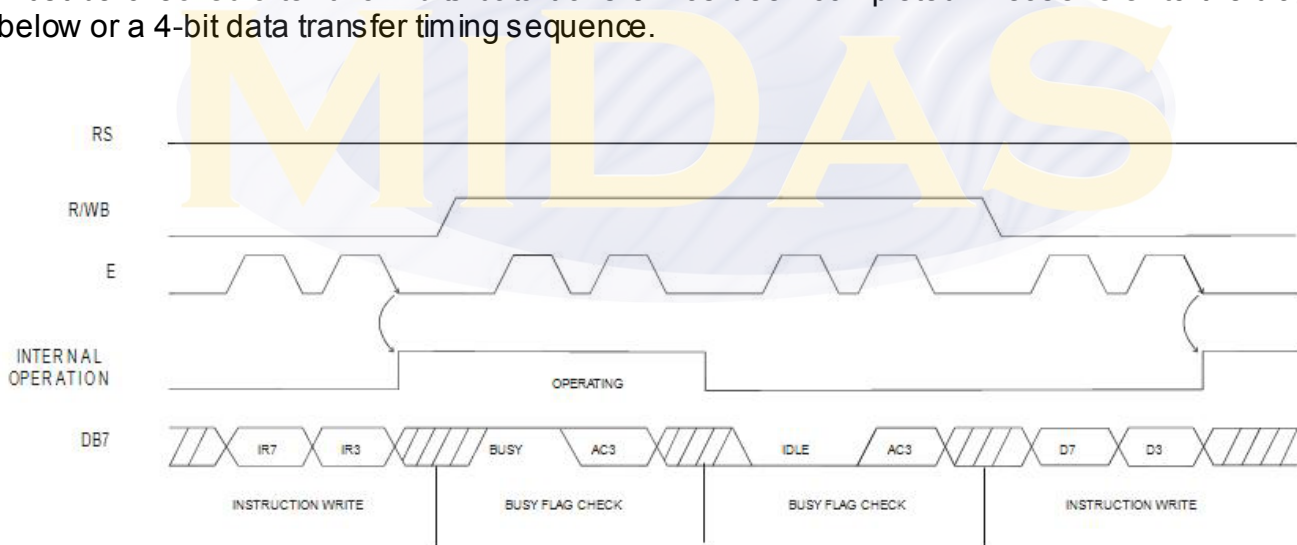 below or a 4-bit data transfer timing sequence.
MIDAS
RS
R/WB
E
INTERNAL
OPERATION
OPERATING
DB7
IR7 IR3 BUSY AC3 IDLE AC3 D7 D3
INSTRUCTION WRITE BUSY FLAG CHECK BUSY FLAG CHECK INSTRUCTION WRITE